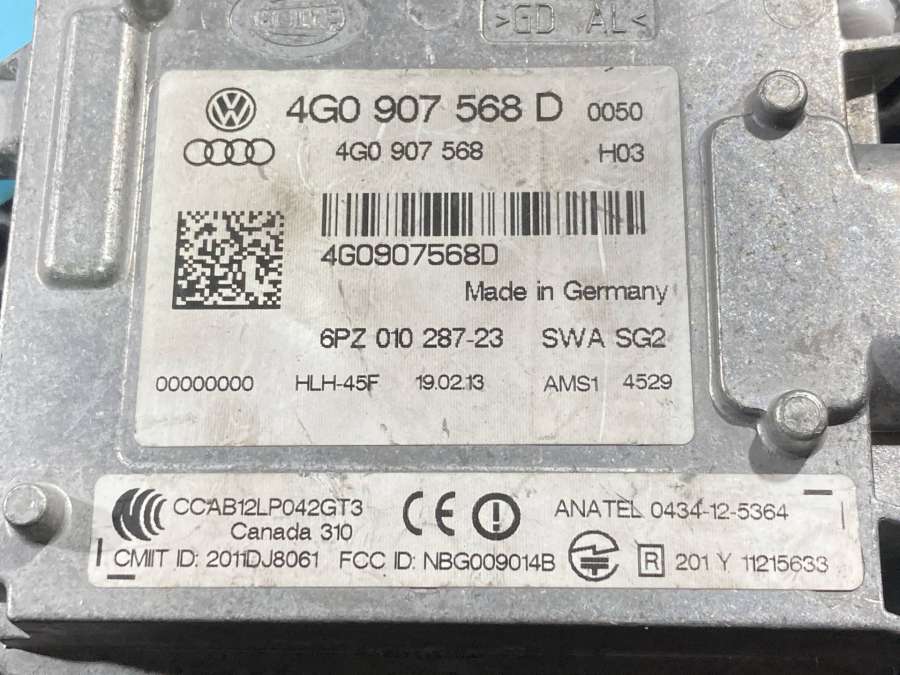 >GD AL<
4G0 907 568 D 0050
4G0 907 568 H03
4G0907568D
Made in Germany
6PZ 010 287-23 SWA SG2
00000000 HLH-45F 19.02.13 AMS1 4529
CCAB12LP042GT3
Canada 310
CE
ANATEL 0434-12-5364
CMIIT ID: 2011DJ8061 FCC ID: NBG009014B R 201 Y 11215633